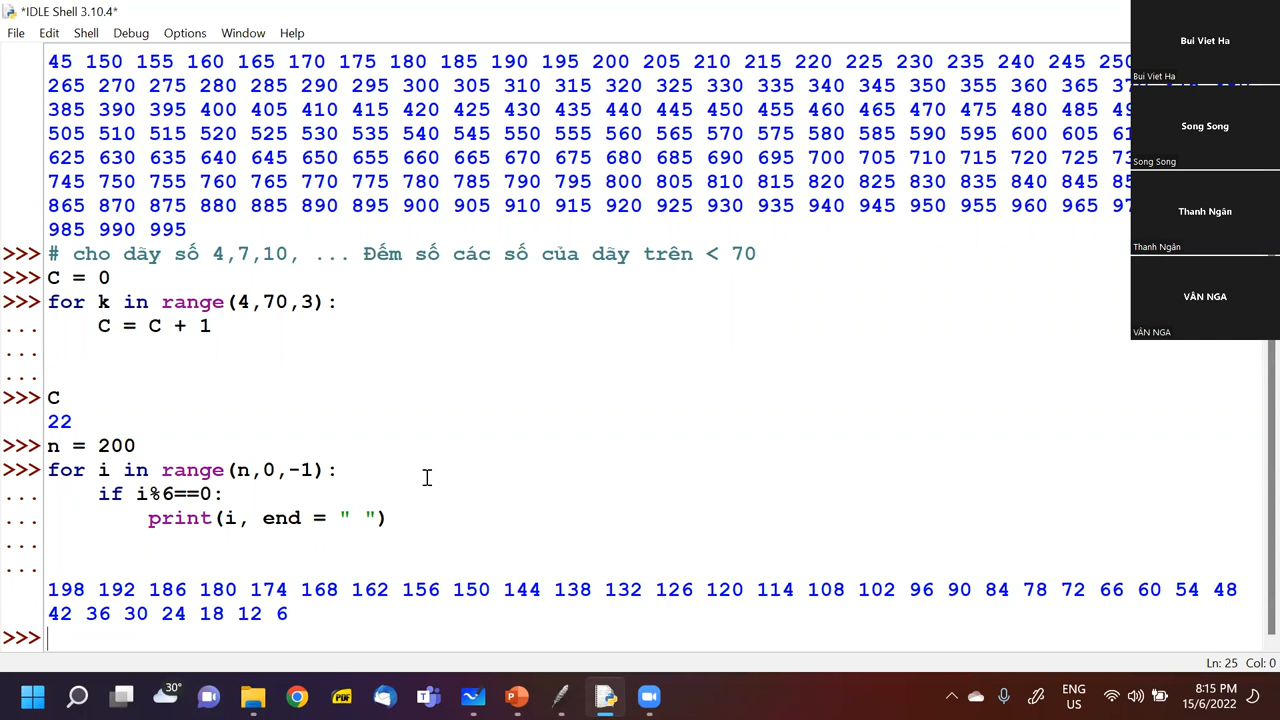 *IDLE Shell 3.10.4*
File Edit Shell Debug Options Window Help
45 150 155 160 165 170 175 180 185 190 195 200 205 210 215 220 225 230 235 240 245 250
265 270 275 280 285 290 295 300 305 310 315 320 325 330 335 340 345 350 355 360 365
385 390 395 400 405 410 415 420 425 430 435 440 445 450 455 460 465 470 475 480 485
505 510 515 520 525 530 535 540 545 550 555 560 565 570 575 580 585 590 595 600 605
625 630 635 640 645 650 655 660 665 670 675 680 685 690 695 700 705 710 715 720 725
745 750 755 760 765 770 775 780 785 790 795 800 805 810 815 820 825 830 835 840 845
865 870 875 880 885 890 895 900 905 910 915 920 925 930 935 940 945 950 955 960 965
985 990 995
>>> # cho dãy số 4,7,10, ... Đếm số các số của dãy trên < 70
>>> C = 0
>>> for k in range(4,70,3):
... C = C + 1
...
...
>>> C
22
>>> n = 200
>>> for i in range(n,0,-1):
... if i%6==0:
... print(i, end = " ")
...
...
198 192 186 180 174 168 162 156 150 144 138 132 126 120 114 108 102 96 90 84 78 72 66 60 54 48
42 36 30 24 18 12 6
>>>
Bui Viet Ha
Bui Viet Ha
Song Song
Song Song
Thanh Ngân
Thanh Ngân
VÂN NGA
VÂN NGA
Ln: 25 Col: 0
30°
ENG
US
8:15 PM
15/6/2022